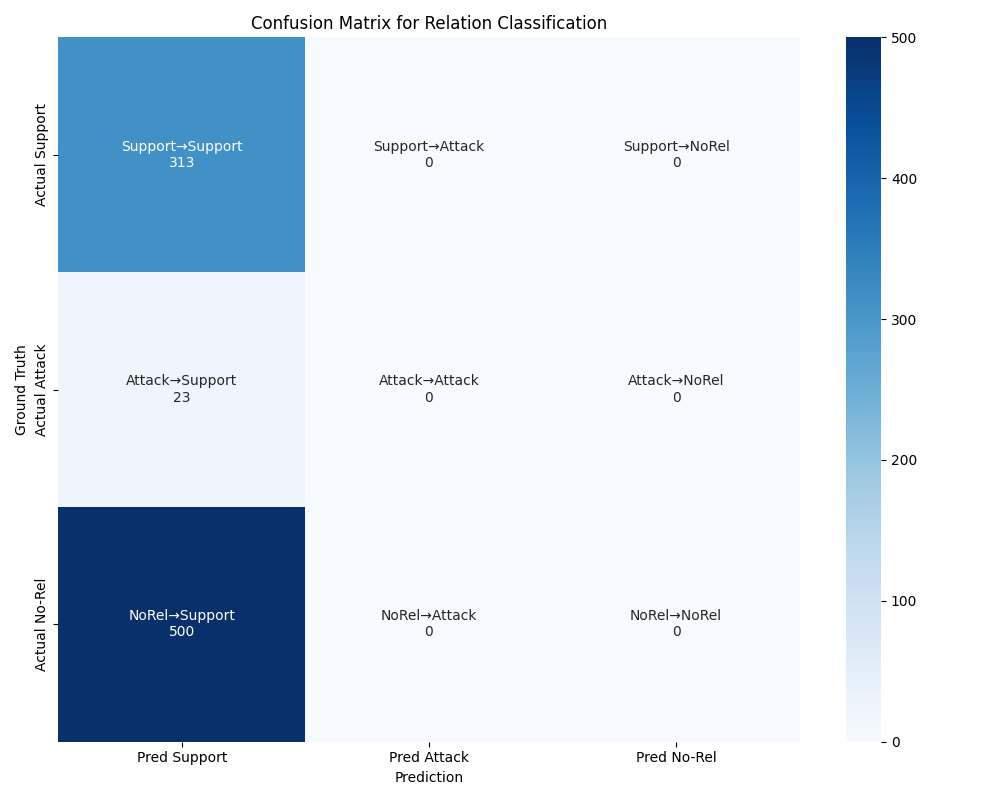 Confusion Matrix for Relation Classification
Ground Truth
Actual Support
Support→Support
313
Support→Attack
0
Support→NoRel
0
Actual Attack
Attack→Support
23
Attack→Attack
0
Attack→NoRel
0
Actual No-Rel
NoRel→Support
500
NoRel→Attack
0
NoRel→NoRel
0
Pred Support
Pred Attack
Pred No-Rel
Prediction
500
400
300
200
100
0